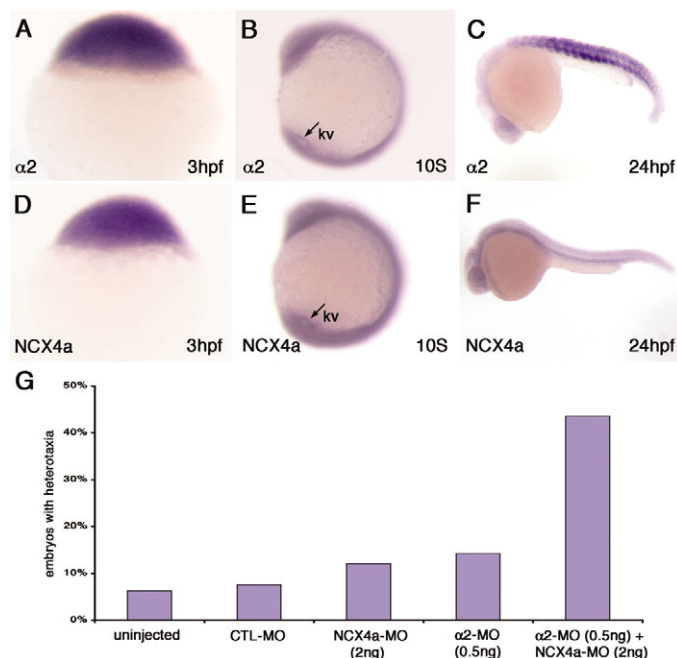 A
α2
3hpf
B
kv
α2
10S
C
α2
24hpf
D
NCX4a
3hpf
E
kv
NCX4a
10S
F
NCX4a
24hpf
G
embryos with heterotaxia
50%
40%
30%
20%
10%
0%
uninjected
CTL-MO
NCX4a-MO
(2ng)
α2-MO
(0.5ng)
α2-MO (0.5ng) +
NCX4a-MO (2ng)